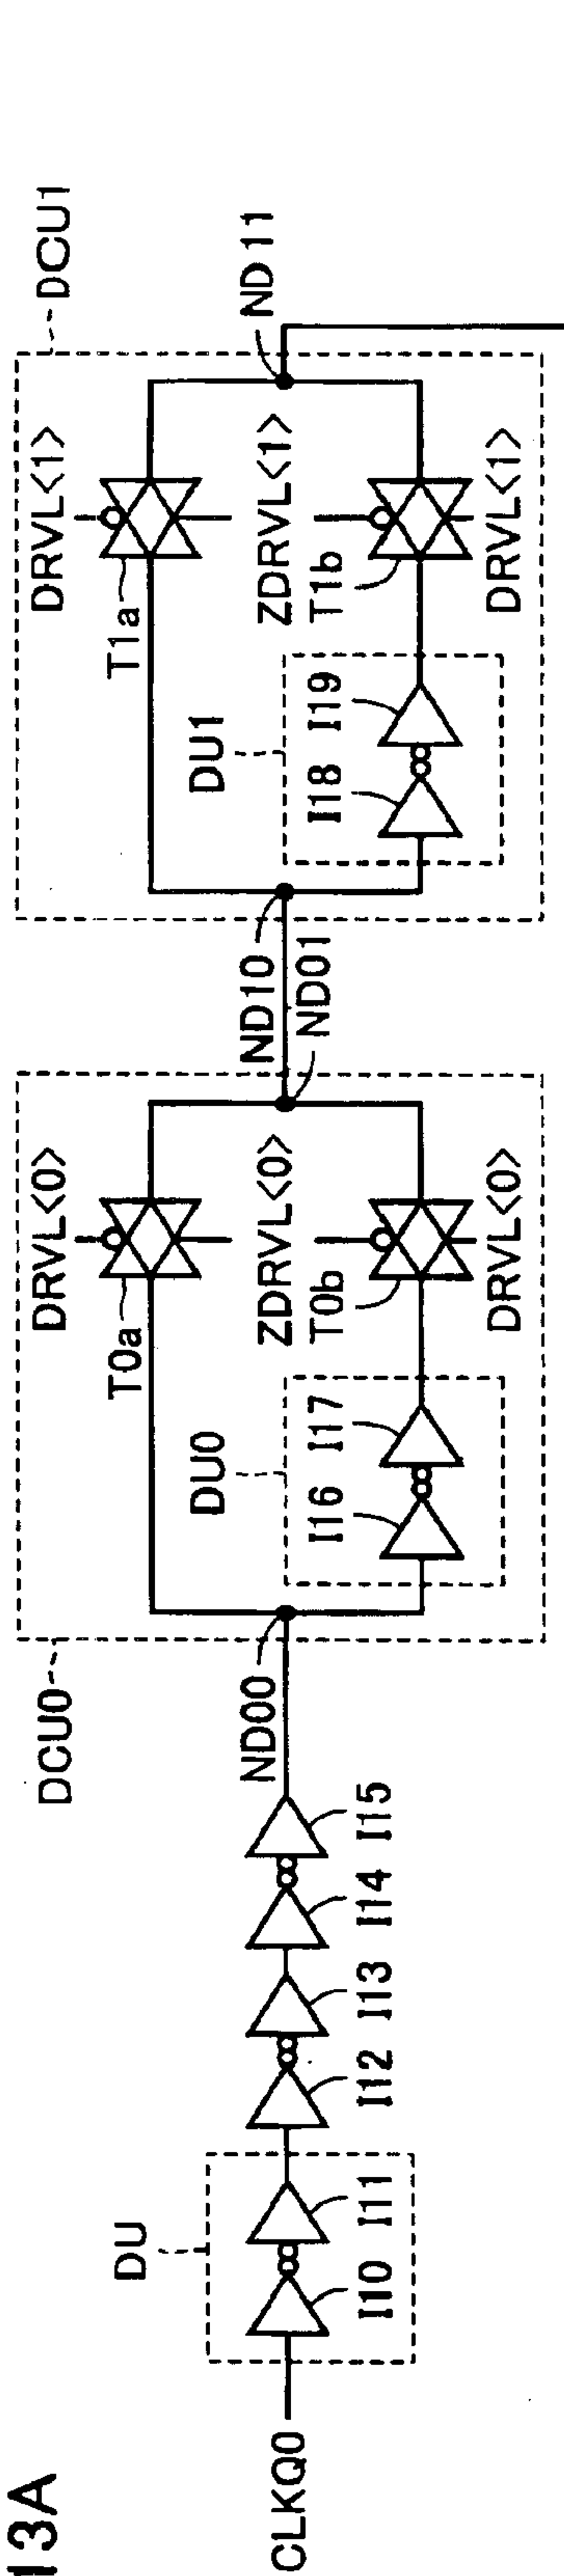 13A
CLKQ0
DU
I10
I11
I12
I13
I14
I15
DCU0
ND00
DU0
I16
I17
T0a
DRVL<0>
ZDRVL<0>
T0b
DRVL<0>
ND01
ND10
DCU1
DU1
I18
I19
T1a
DRVL<1>
ZDRVL<1>
T1b
DRVL<1>
ND11